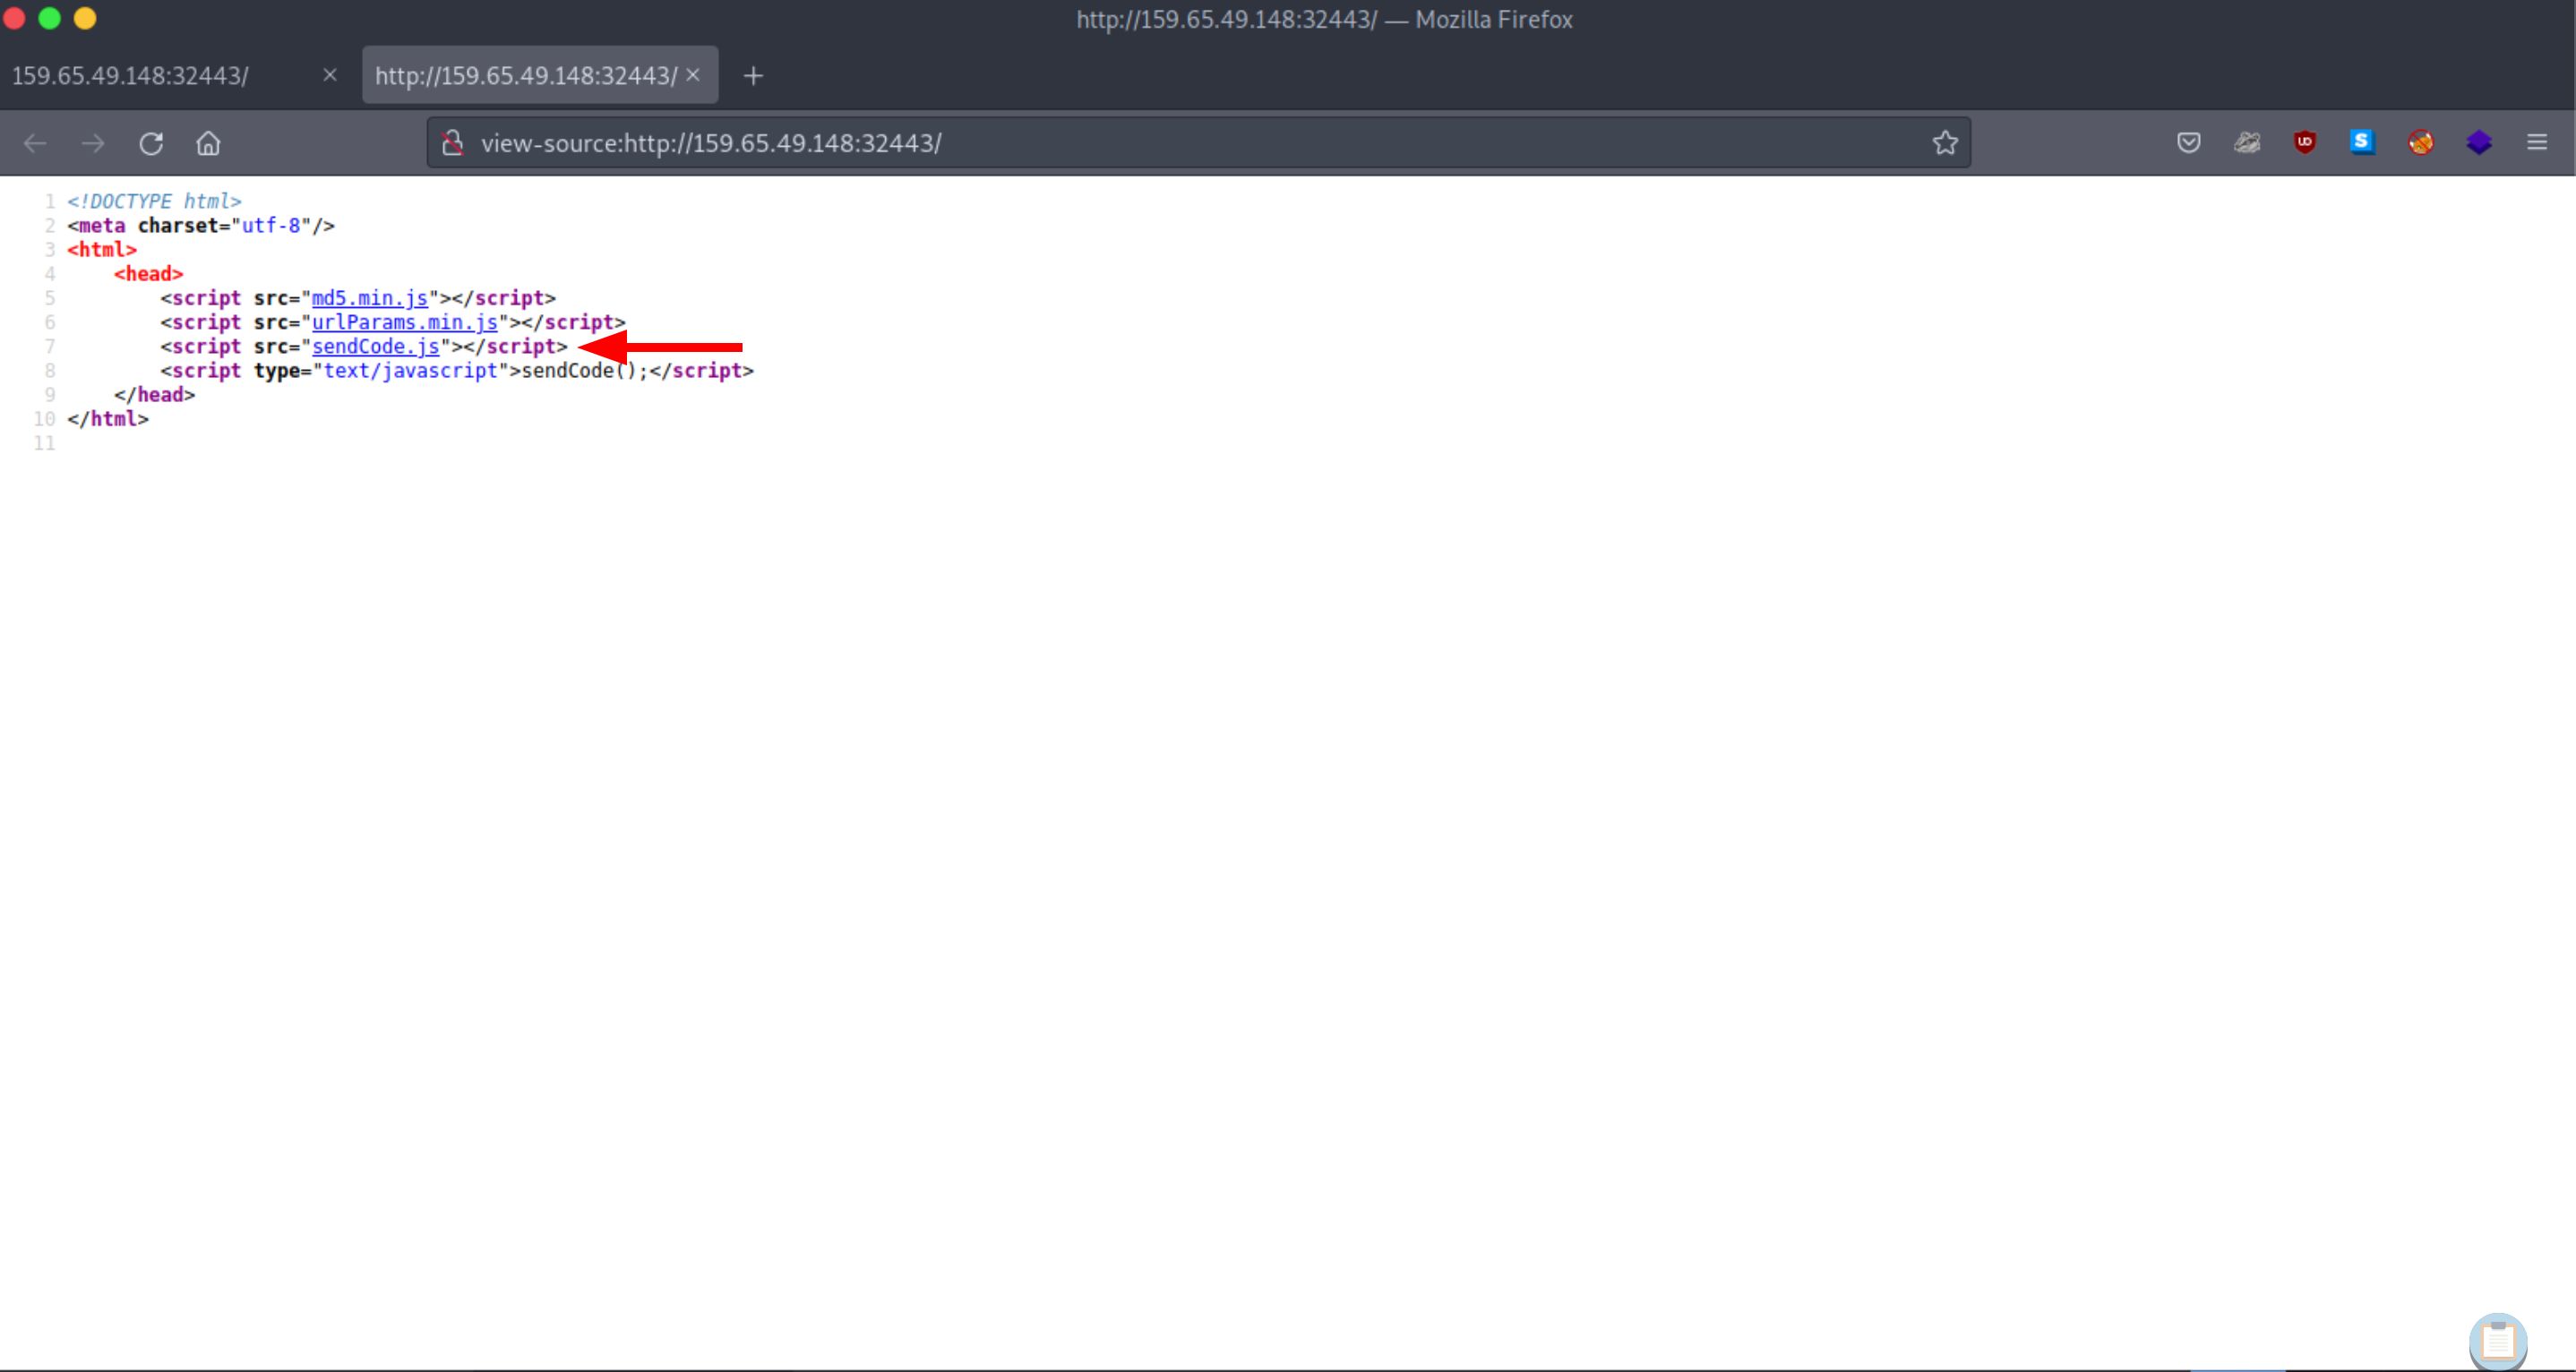 http://159.65.49.148:32443/ — Mozilla Firefox
159.65.49.148:32443/ × http://159.65.49.148:32443/ × +
view-source:http://159.65.49.148:32443/
1 <!DOCTYPE html>
2 <meta charset="utf-8"/>
3 <html>
4     <head>
5         <script src="md5.min.js"></script>
6         <script src="urlParams.min.js"></script>
7         <script src="sendCode.js"></script>
8         <script type="text/javascript">sendCode();</script>
9     </head>
10 </html>
11